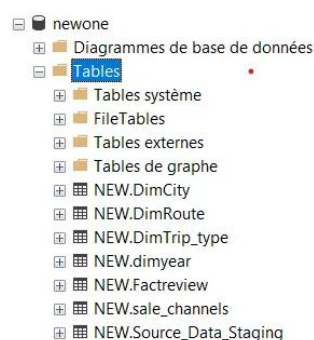 newone
Diagrammes de base de données
Tables
Tables système
FileTables
Tables externes
Tables de graphe
NEW.DimCity
NEW.DimRoute
NEW.DimTrip_type
NEW.dimyear
NEW.Factreview
NEW.sale_channels
NEW.Source_Data_Staging